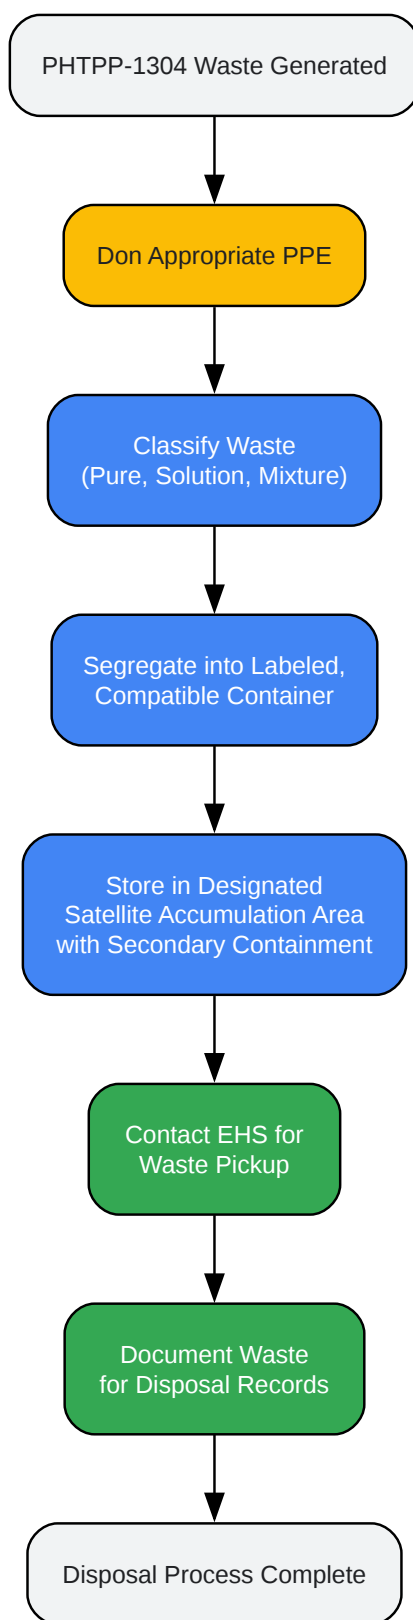 PHTPP-1304 Waste Generated
Don Appropriate PPE
Classify Waste
(Pure, Solution, Mixture)
Segregate into Labeled,
Compatible Container
Store in Designated
Satellite Accumulation Area
with Secondary Containment
Contact EHS for
Waste Pickup
Document Waste
for Disposal Records
Disposal Process Complete